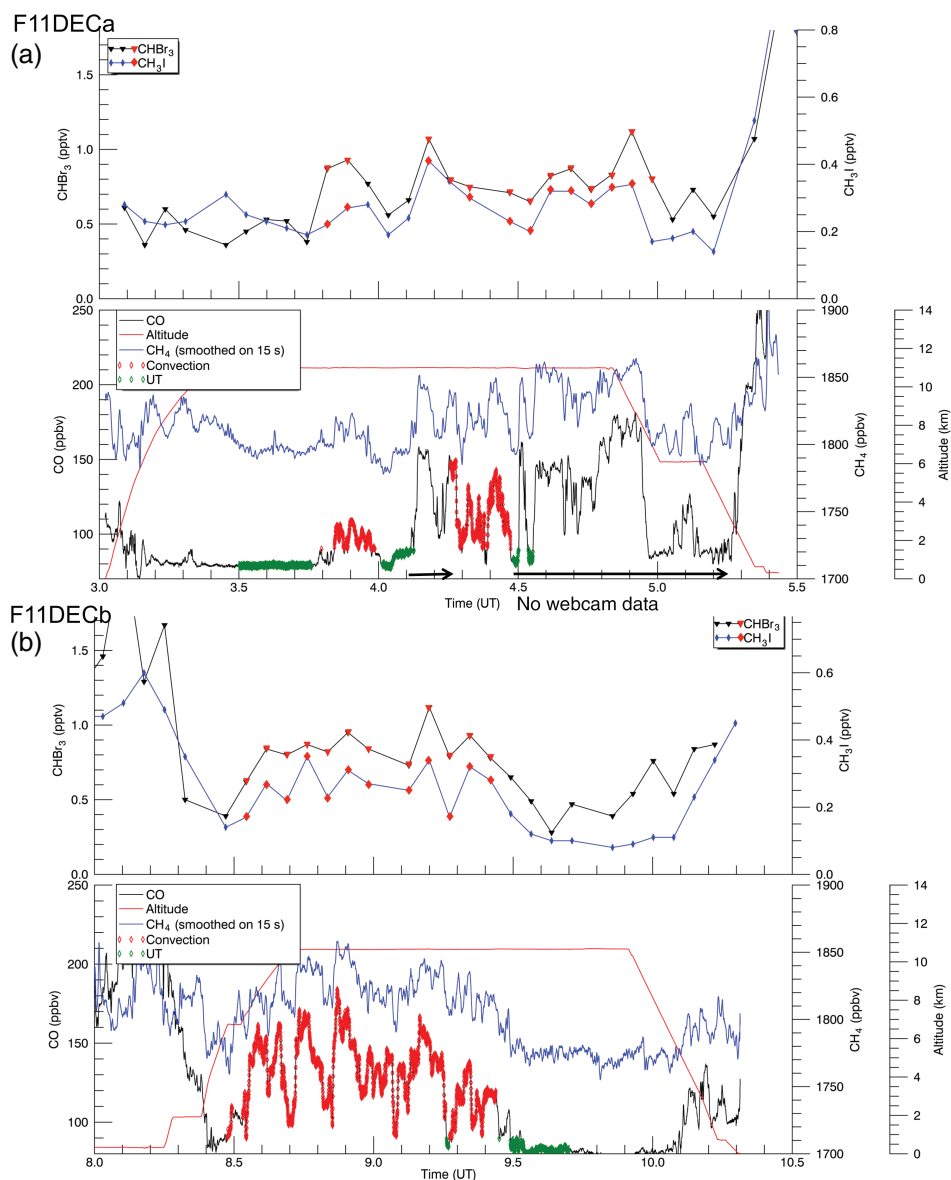 F11DECa
(a)
CHBr3
CH3I
1.5
1.0
0.5
0.0
CHBr3 (pptv)
0.8
0.6
0.4
0.2
0.0
CH3I (pptv)
CO
Altitude
CH4 (smoothed on 15 s)
Convection
UT
250
200
150
100
CO (ppbv)
1900
1850
1800
1750
1700
CH4 (ppbv)
14
12
10
8
6
4
2
0
Altitude (km)
3.0 3.5 4.0 4.5 5.0 5.5
Time (UT)
No webcam data
F11DECb
(b)
CHBr3
CH3I
1.5
1.0
0.5
0.0
CHBr3 (pptv)
0.6
0.4
0.2
0.0
CH3I (pptv)
CO
Altitude
CH4 (smoothed on 15 s)
Convection
UT
250
200
150
100
CO (ppbv)
1900
1850
1800
1750
1700
CH4 (ppbv)
14
12
10
8
6
4
2
0
Altitude (km)
8.0 8.5 9.0 9.5 10.0 10.5
Time (UT)